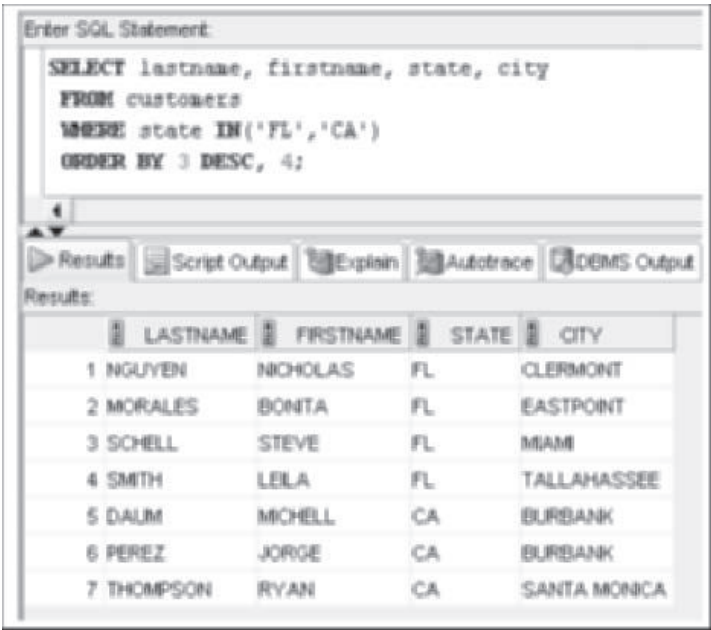 Enter SQL Statement:
SELECT lastname, firstname, state, city
FROM customers
WHERE state IN('FL','CA')
ORDER BY 3 DESC, 4;
Results Script Output Explain Autotrace DBMS Output
Results:
LASTNAME FIRSTNAME STATE CITY
1 NGUYEN NICHOLAS FL CLERMONT
2 MORALES BONITA FL EASTPOINT
3 SCHELL STEVE FL MIAMI
4 SMITH LEILA FL TALLAHASSEE
5 DAUM MICHELL CA BURBANK
6 PEREZ JORGE CA BURBANK
7 THOMPSON RYAN CA SANTA MONICA